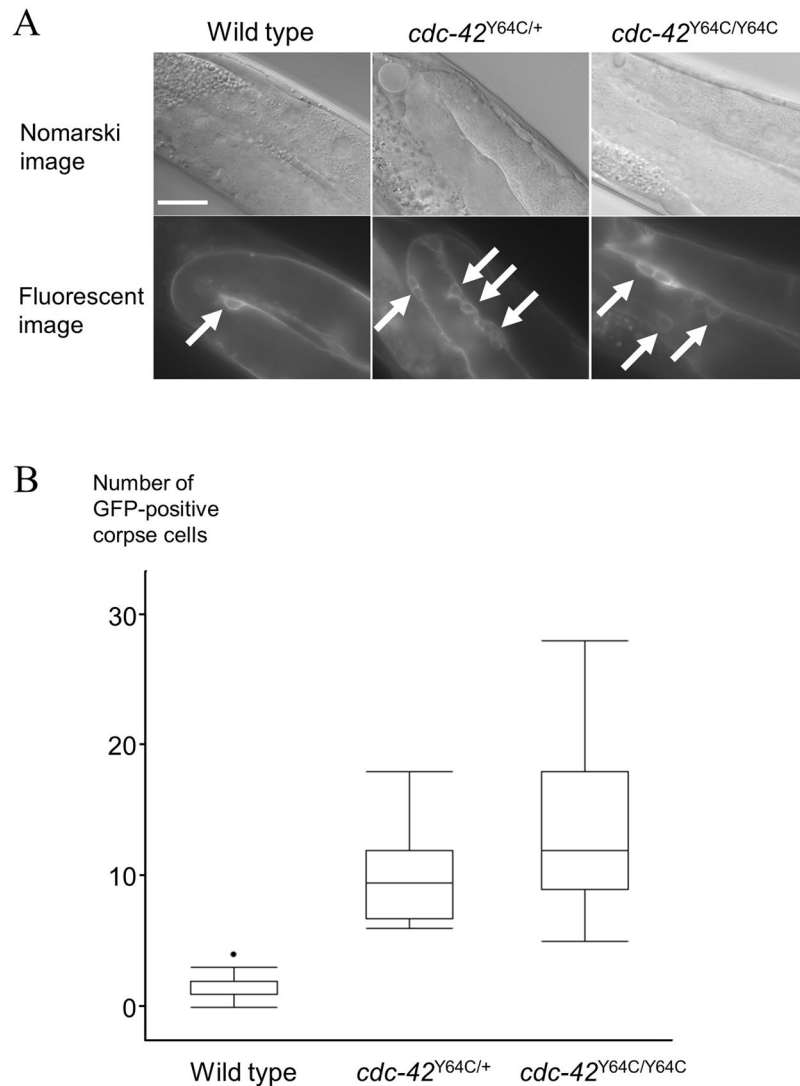 A
Wild type
cdc-42Y64C/+
cdc-42Y64C/Y64C
Nomarski
image
Fluorescent
image
B
Number of
GFP-positive
corpse cells
30
20
10
0
Wild type
cdc-42Y64C/+
cdc-42Y64C/Y64C